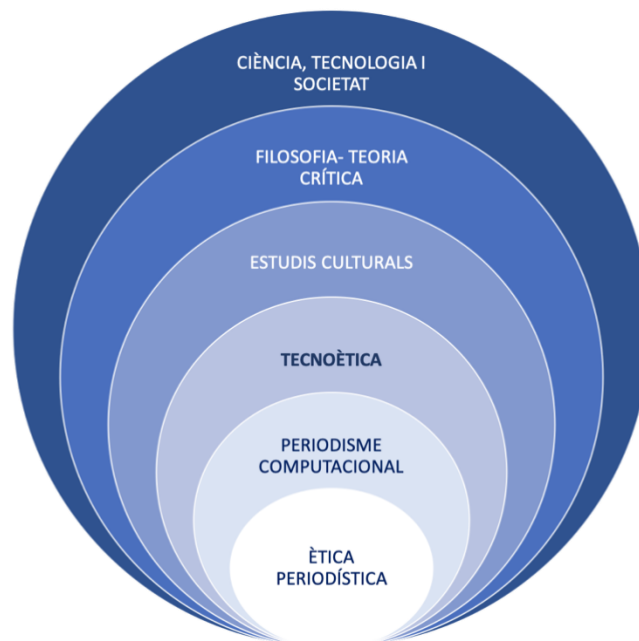 CIÈNCIA, TECNOLOGIA I
SOCIETAT
FILOSOFIA- TEORIA
CRÍTICA
ESTUDIS CULTURALS
TECNOÈTICA
PERIODISME
COMPUTACIONAL
ÈTICA
PERIODÍSTICA